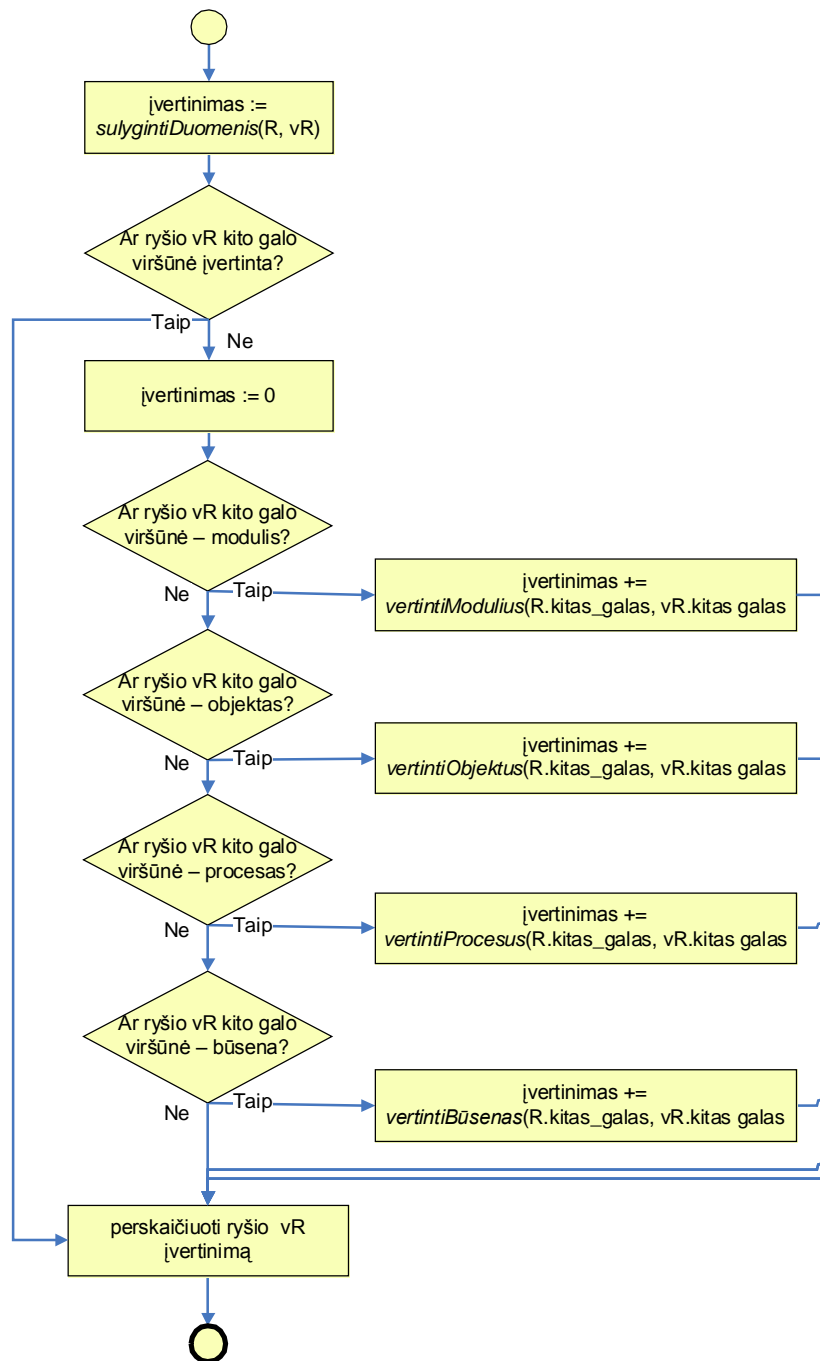 įvertinimas :=
sulygintiDuomenis(R, vR)
Ar ryšio vR kito galo
viršūnė įvertinta?
Taip
Ne
įvertinimas := 0
Ar ryšio vR kito galo
viršūnė – modulis?
Ne
Taip
įvertinimas +=
vertintiModulius(R.kitas_galas, vR.kitas galas
Ar ryšio vR kito galo
viršūnė – objektas?
Ne
Taip
įvertinimas +=
vertintiObjektus(R.kitas_galas, vR.kitas galas
Ar ryšio vR kito galo
viršūnė – procesas?
Ne
Taip
įvertinimas +=
vertintiProcesus(R.kitas_galas, vR.kitas galas
Ar ryšio vR kito galo
viršūnė – būsena?
Ne
Taip
įvertinimas +=
vertintiBūsenas(R.kitas_galas, vR.kitas galas
perskaičiuoti ryšio vR
įvertinimą